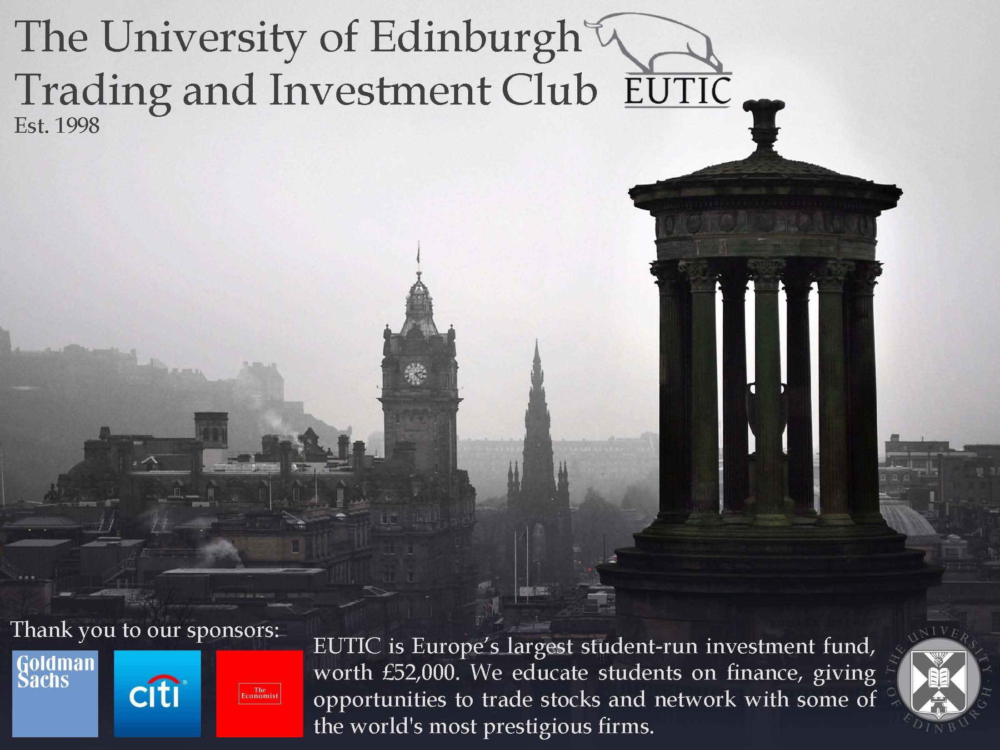 The University of Edinburgh
Trading and Investment Club
Est. 1998
EUTIC
Thank you to our sponsors:
Goldman
Sachs
citi®
The
Economist
EUTIC is Europe’s largest student-run investment fund,
worth £52,000. We educate students on finance, giving
opportunities to trade stocks and network with some of
the world's most prestigious firms.
THE UNIVERSITY OF EDINBURGH